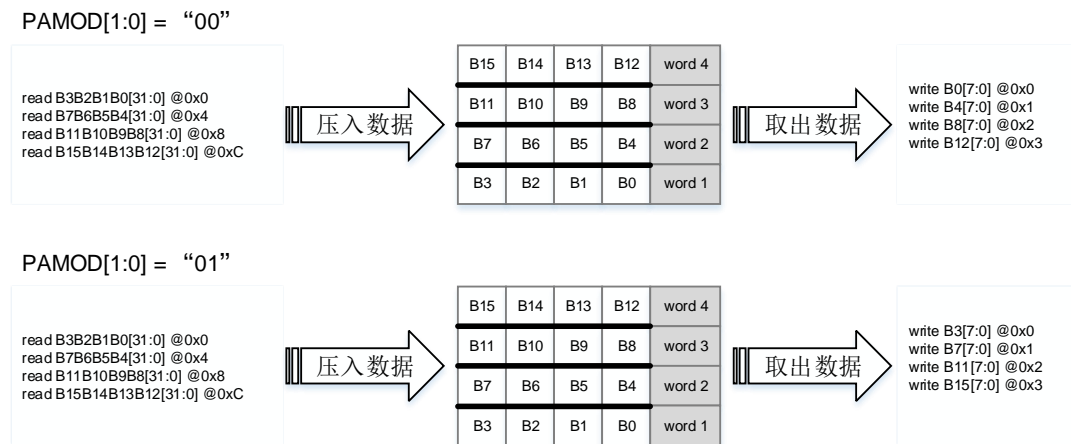 PAMOD[1:0] = “00”
read B3B2B1B0[31:0] @0x0
read B7B6B5B4[31:0] @0x4
read B11B10B9B8[31:0] @0x8
read B15B14B13B12[31:0] @0xC
压入数据
B15 B14 B13 B12 word 4
B11 B10 B9 B8 word 3
B7 B6 B5 B4 word 2
B3 B2 B1 B0 word 1
取出数据
write B0[7:0] @0x0
write B4[7:0] @0x1
write B8[7:0] @0x2
write B12[7:0] @0x3
PAMOD[1:0] = “01”
read B3B2B1B0[31:0] @0x0
read B7B6B5B4[31:0] @0x4
read B11B10B9B8[31:0] @0x8
read B15B14B13B12[31:0] @0xC
压入数据
B15 B14 B13 B12 word 4
B11 B10 B9 B8 word 3
B7 B6 B5 B4 word 2
B3 B2 B1 B0 word 1
取出数据
write B3[7:0] @0x0
write B7[7:0] @0x1
write B11[7:0] @0x2
write B15[7:0] @0x3